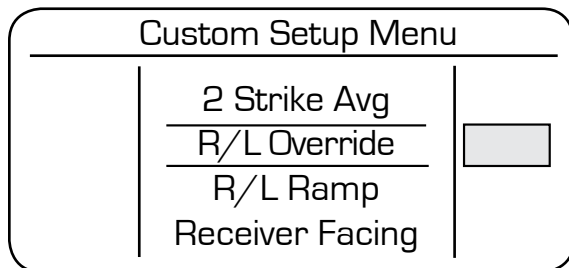 Custom Setup Menu
2 Strike Avg
R/L Override
R/L Ramp
Receiver Facing